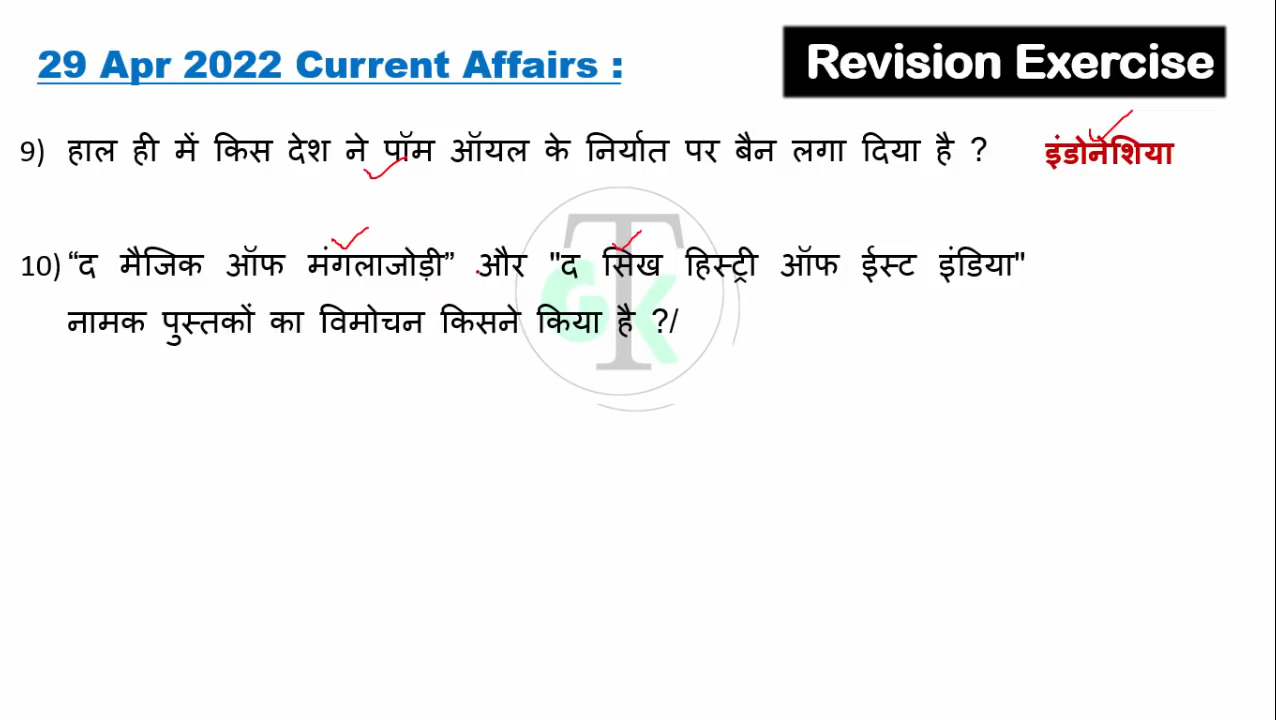 29 Apr 2022 Current Affairs :
Revision Exercise
9) हाल ही में किस देश ने पॉम ऑयल के निर्यात पर बैन लगा दिया है ? इंडोनेशिया
10) “द मैजिक ऑफ मंगलाजोड़ी” और "द सिख हिस्ट्री ऑफ ईस्ट इंडिया"
नामक पुस्तकों का विमोचन किसने किया है ?/
T
GK